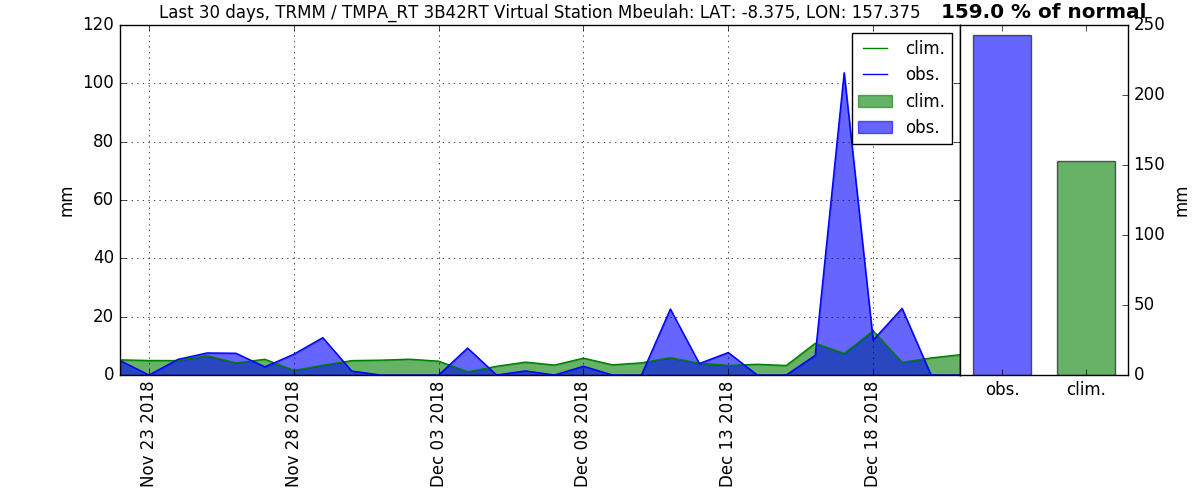 Last 30 days, TRMM / TMPA_RT 3B42RT Virtual Station Mbeulah: LAT: -8.375, LON: 157.375
159.0 % of normal
120
100
80
60
40
20
0
mm
clim.
obs.
clim.
obs.
Nov 23 2018
Nov 28 2018
Dec 03 2018
Dec 08 2018
Dec 13 2018
Dec 18 2018
250
200
150
100
50
0
mm
obs.
clim.